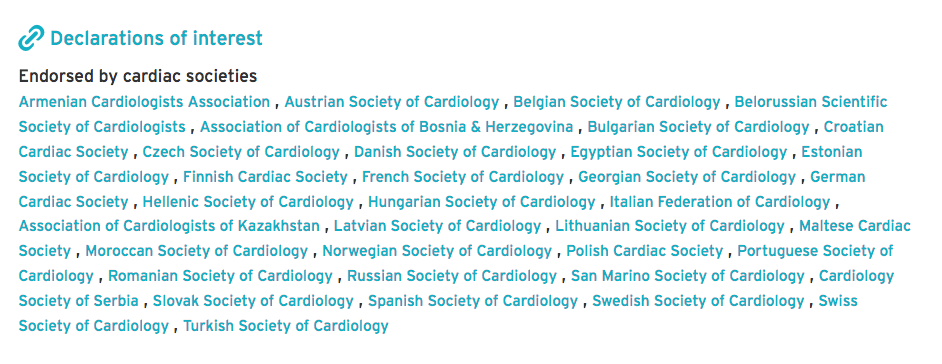 Declarations of interest
Endorsed by cardiac societies
Armenian Cardiologists Association , Austrian Society of Cardiology , Belgian Society of Cardiology , Belorussian Scientific
Society of Cardiologists , Association of Cardiologists of Bosnia & Herzegovina , Bulgarian Society of Cardiology , Croatian
Cardiac Society , Czech Society of Cardiology , Danish Society of Cardiology , Egyptian Society of Cardiology , Estonian
Society of Cardiology , Finnish Cardiac Society , French Society of Cardiology , Georgian Society of Cardiology , German
Cardiac Society , Hellenic Society of Cardiology , Hungarian Society of Cardiology , Italian Federation of Cardiology ,
Association of Cardiologists of Kazakhstan , Latvian Society of Cardiology , Lithuanian Society of Cardiology , Maltese Cardiac
Society , Moroccan Society of Cardiology , Norwegian Society of Cardiology , Polish Cardiac Society , Portuguese Society of
Cardiology , Romanian Society of Cardiology , Russian Society of Cardiology , San Marino Society of Cardiology , Cardiology
Society of Serbia , Slovak Society of Cardiology , Spanish Society of Cardiology , Swedish Society of Cardiology , Swiss
Society of Cardiology , Turkish Society of Cardiology